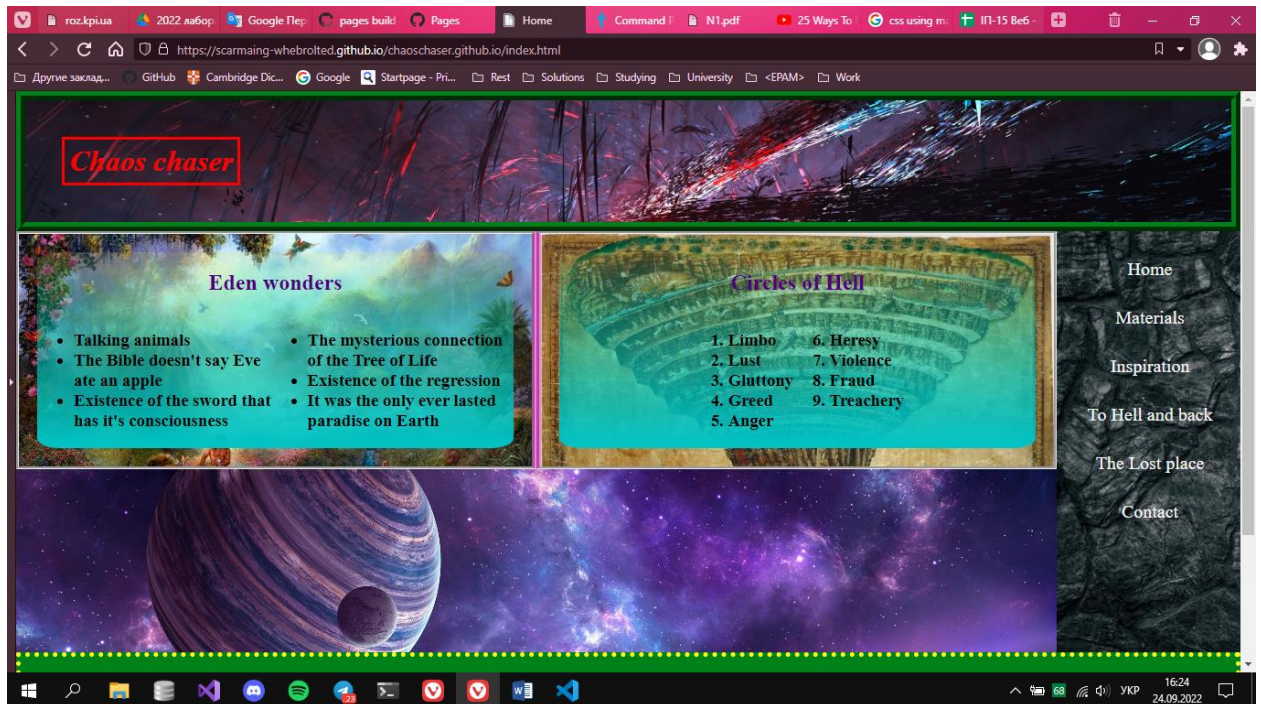 roz.kpi.ua
2022 лабор
Google Пер
pages build
Pages
Home
Command P
N1.pdf
25 Ways To
css using m
ІП-15 Веб -
https://scarmaing-whebrolted.github.io/chaoschaser.github.io/index.html
Другие заклад...
GitHub
Cambridge Dic...
Google
Startpage - Pri...
Rest
Solutions
Studying
University
<EPAM>
Work
Chaos chaser
Eden wonders
• Talking animals
• The Bible doesn't say Eve
ate an apple
• Existence of the sword that
has it's consciousness
• The mysterious connection
of the Tree of Life
• Existence of the regression
• It was the only ever lasted
paradise on Earth
Circles of Hell
1. Limbo
2. Lust
3. Gluttony
4. Greed
5. Anger
6. Heresy
7. Violence
8. Fraud
9. Treachery
Home
Materials
Inspiration
To Hell and back
The Lost place
Contact
23
68
УКР
16:24
24.09.2022